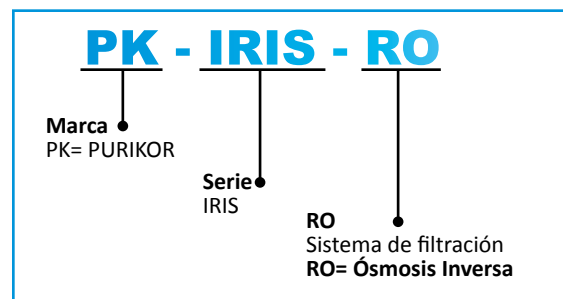 PK - IRIS - RO
Marca
PK= PURIKOR
Serie
IRIS
RO
Sistema de filtración
RO= Ósmosis Inversa